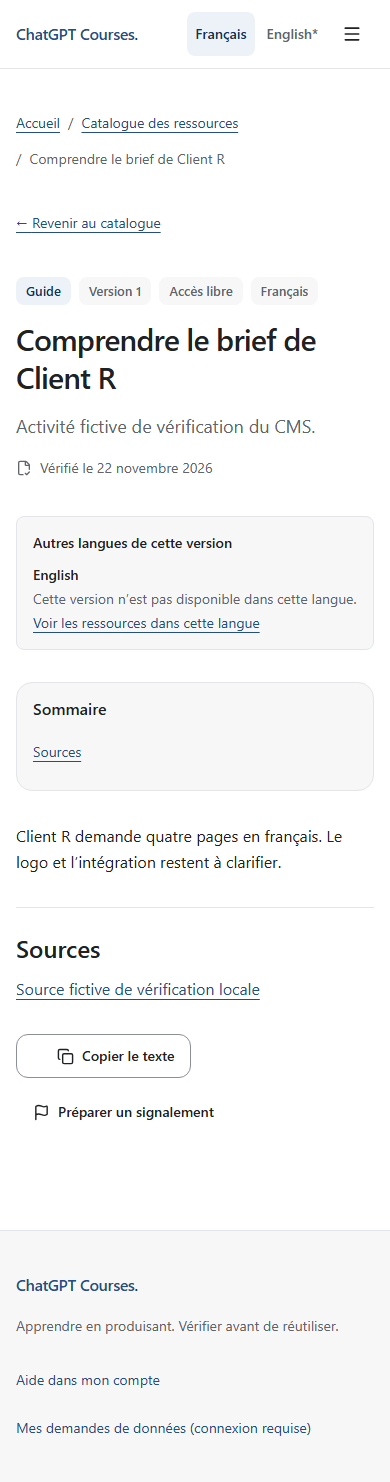 ChatGPT Courses.
Français
English*
Accueil / Catalogue des ressources
/ Comprendre le brief de Client R
← Revenir au catalogue
Guide
Version 1
Accès libre
Français
Comprendre le brief de
Client R
Activité fictive de vérification du CMS.
Vérifié le 22 novembre 2026
Autres langues de cette version
English
Cette version n’est pas disponible dans cette langue.
Voir les ressources dans cette langue
Sommaire
Sources
Client R demande quatre pages en français. Le
logo et l’intégration restent à clarifier.
Sources
Source fictive de vérification locale
Copier le texte
Préparer un signalement
ChatGPT Courses.
Apprendre en produisant. Vérifier avant de réutiliser.
Aide dans mon compte
Mes demandes de données (connexion requise)